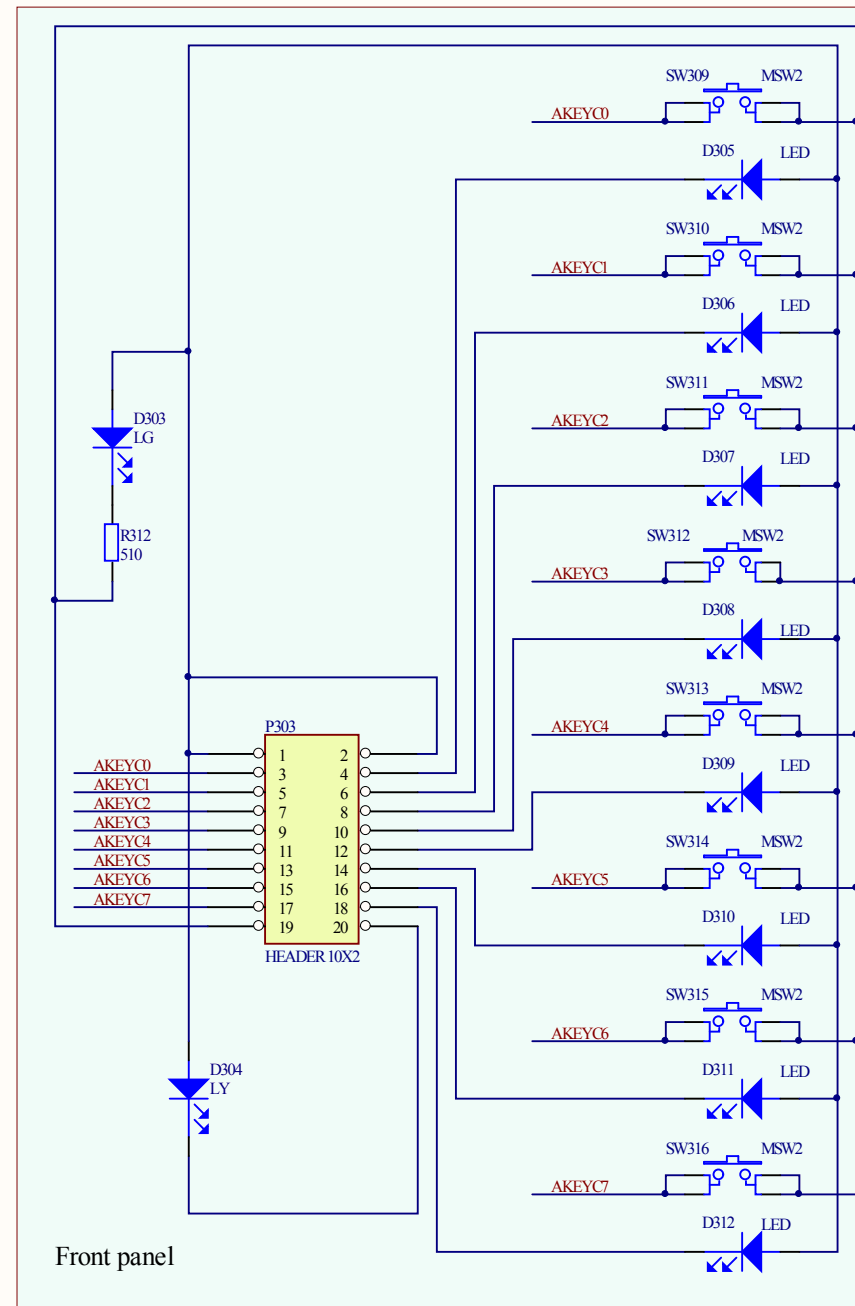 SW309 MSW2
AKEYC0
D305 LED
SW310 MSW2
AKEYC1
D306 LED
SW311 MSW2
AKEYC2
D307 LED
SW312 MSW2
AKEYC3
D308
LED
SW313 MSW2
AKEYC4
D309 LED
SW314 MSW2
AKEYC5
D310 LED
SW315 MSW2
AKEYC6
D311 LED
SW316 MSW2
AKEYC7
D312 LED
D303
LG
R312
510
P303
1 2
AKEYC0 3 4
AKEYC1 5 6
AKEYC2 7 8
AKEYC3 9 10
AKEYC4 11 12
AKEYC5 13 14
AKEYC6 15 16
AKEYC7 17 18
19 20
HEADER 10X2
D304
LY
Front panel